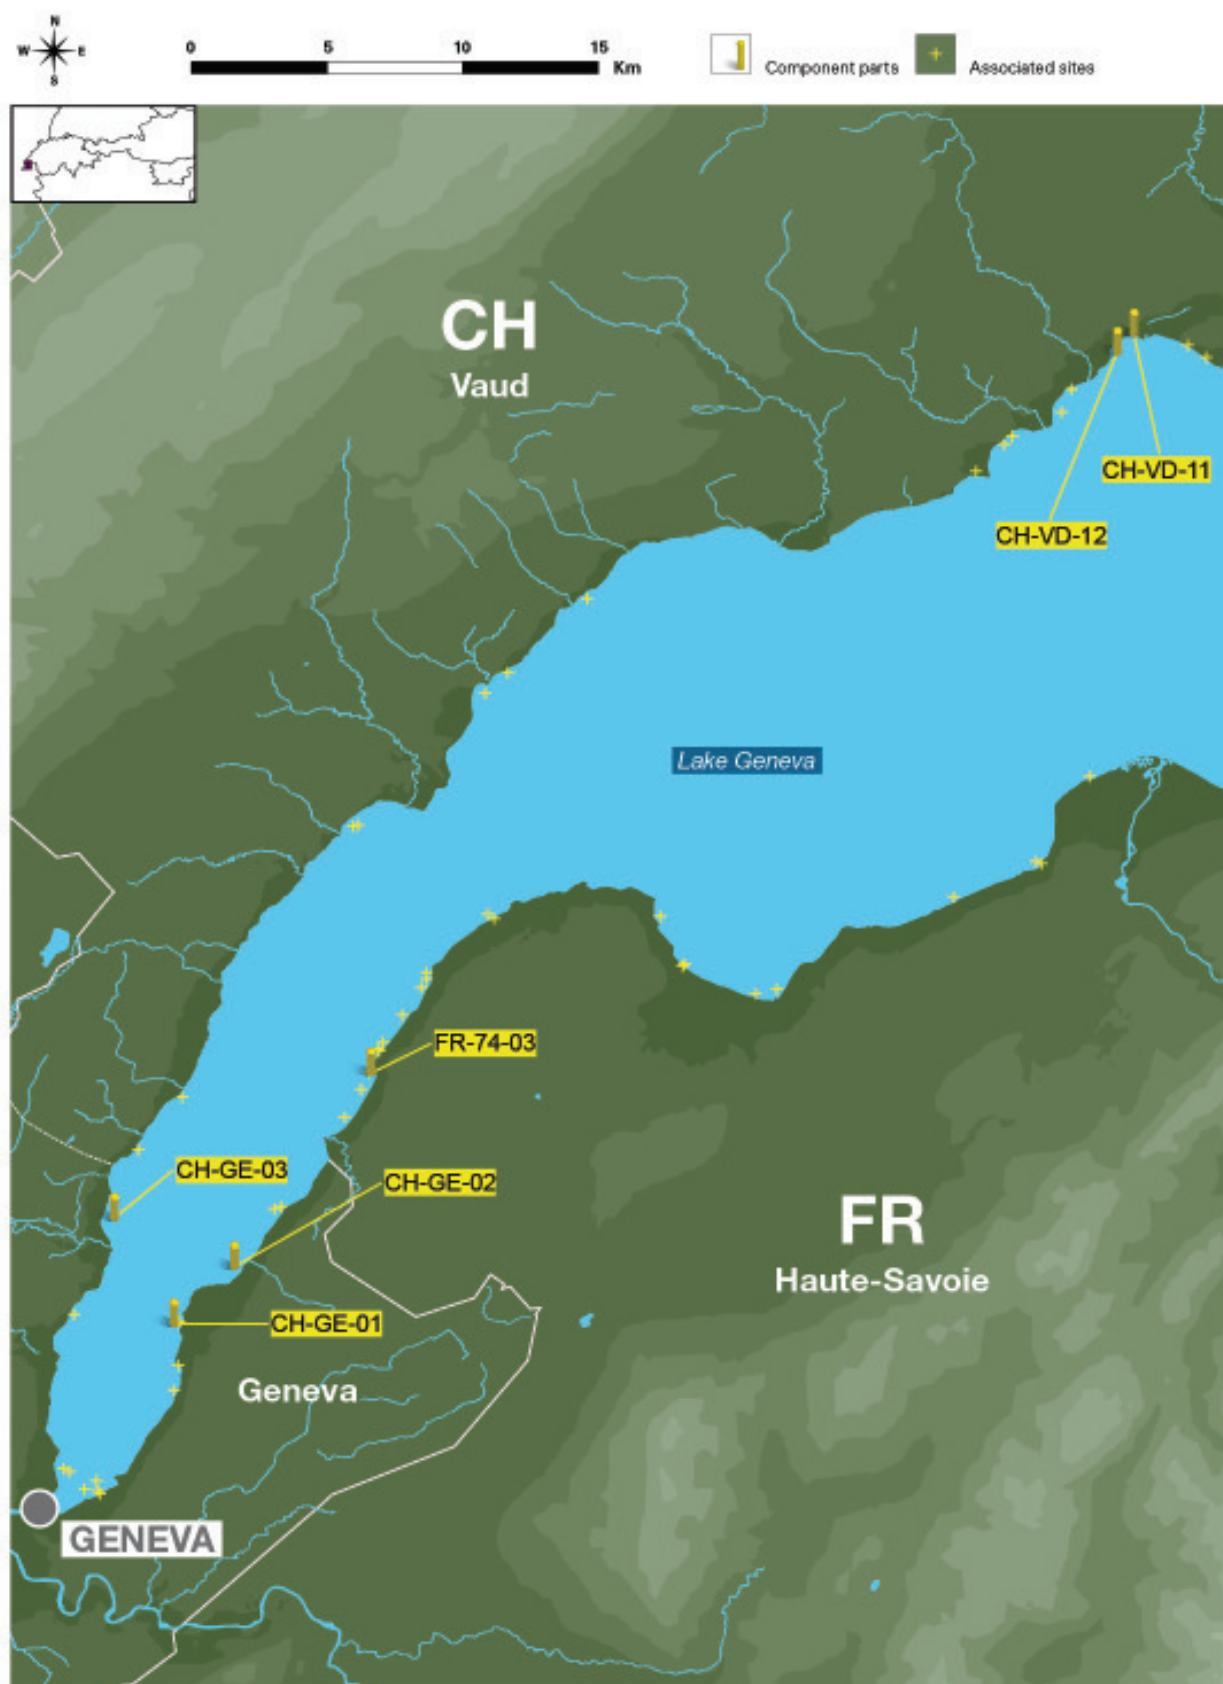 N
W E
S
0 5 10 15
Km
Component parts
Associated sites
CH
Vaud
CH-VD-11
CH-VD-12
Lake Geneva
FR-74-03
CH-GE-03
CH-GE-02
FR
Haute-Savoie
CH-GE-01
Geneva
GENEVA